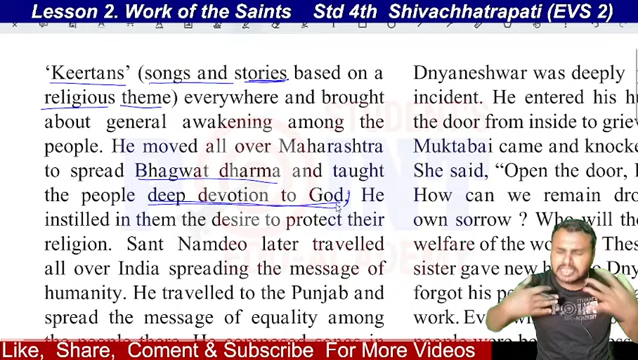 Lesson 2. Work of the Saints Std 4th Shivachhatrapati (EVS 2)
'Keertans' (songs and stories based on a
religious theme) everywhere and brought
about general awakening among the
people. He moved all over Maharashtra
to spread Bhagwat dharma and taught
the people deep devotion to God, He
instilled in them the desire to protect their
religion. Sant Namdeo later travelled
all over India spreading the message of
humanity. He travelled to the Punjab and
spread the message of equality among
Dnyaneshwar was deeply
incident. He entered his
the door from inside to
Muktabai came and
She said, "Open the door,
How can we remain
own sorrow ? Who will
welfare of the
sister gave new
forgot his
work.
Like, Share, Coment & Subscribe For More Videos